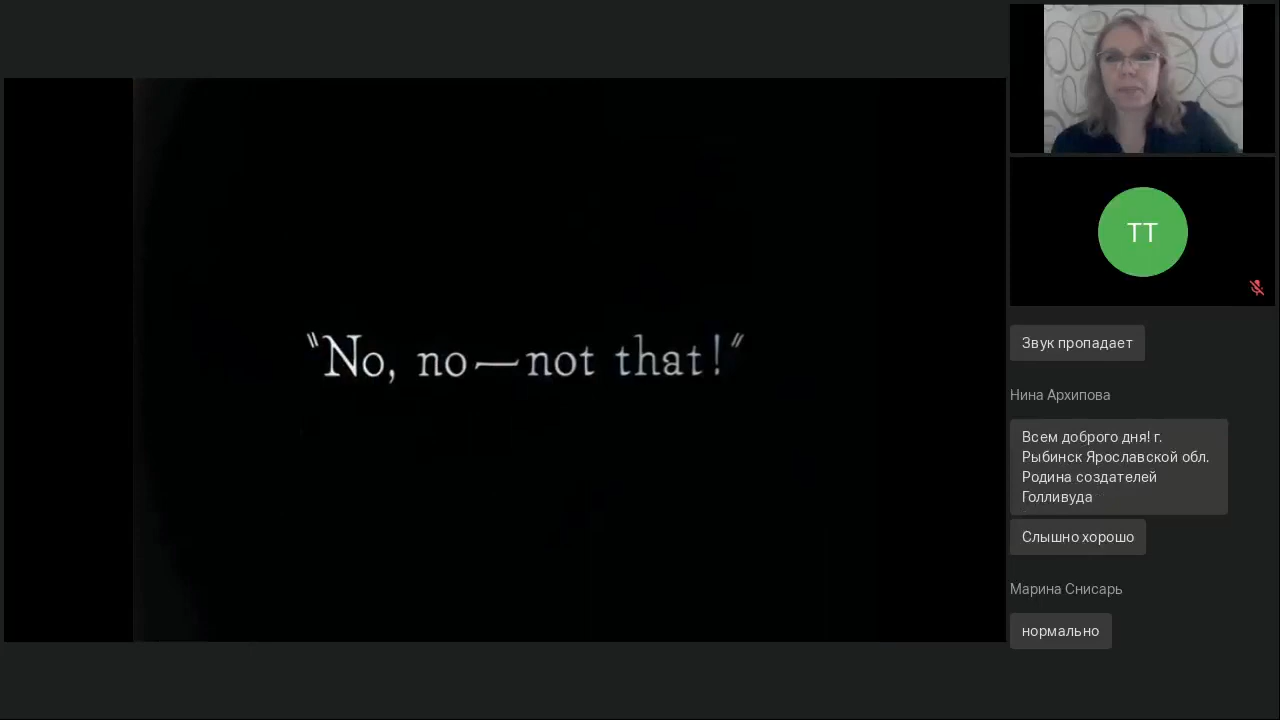 "No, no—not that!"
TT
Звук пропадает
Нина Архипова
Всем доброго дня! г.
Рыбинск Ярославской обл.
Родина создателей
Голливуда
Слышно хорошо
Марина Снисарь
нормально